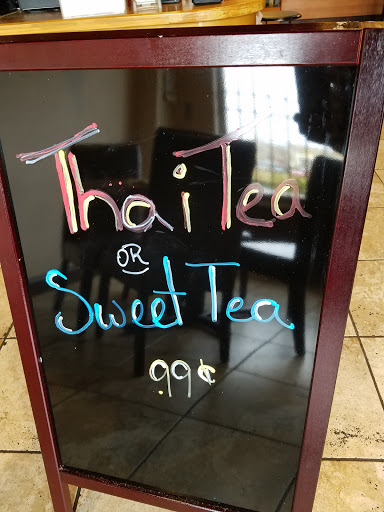 Thai Tea
OR
Sweet Tea
.99¢